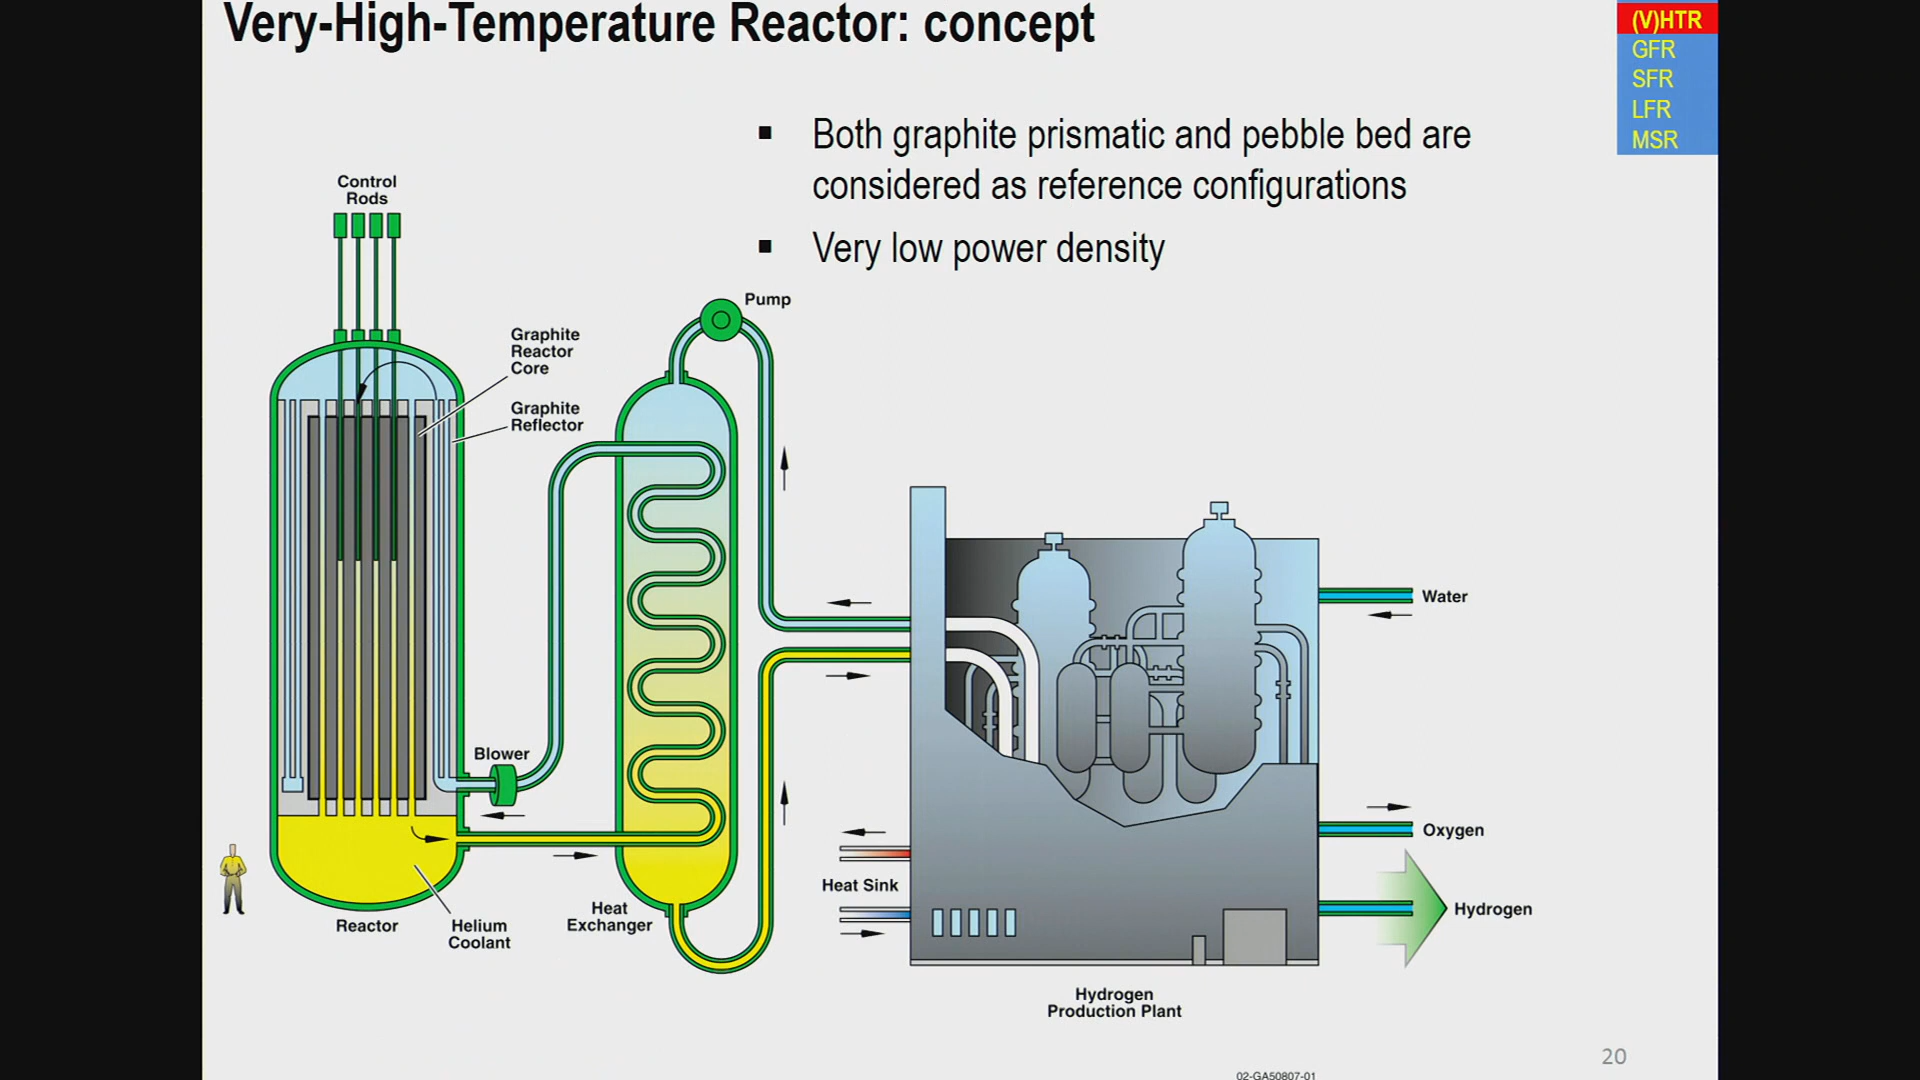 Very-High-Temperature Reactor: concept
(V)HTR
GFR
SFR
LFR
MSR
▪ Both graphite prismatic and pebble bed are
considered as reference configurations
▪ Very low power density
Control
Rods
Pump
Graphite
Reactor
Core
Graphite
Reflector
Water
Blower
Oxygen
Heat Sink
Heat
Exchanger
Hydrogen
Reactor
Helium
Coolant
Hydrogen
Production Plant
20
02-GA50807-01